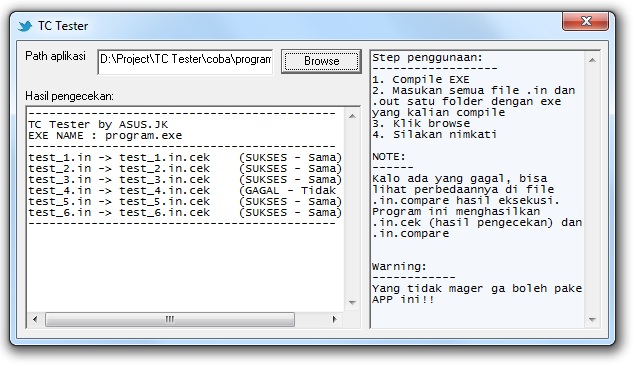 TC Tester
Path aplikasi
D:\Project\TC Tester\coba\program
Browse
Hasil pengecekan:
--------------------------------------------
TC Tester by ASUS.JK
EXE NAME : program.exe
--------------------------------------------
test_1.in -> test_1.in.cek (SUKSES - Sama)
test_2.in -> test_2.in.cek (SUKSES - Sama)
test_3.in -> test_3.in.cek (SUKSES - Sama)
test_4.in -> test_4.in.cek (GAGAL - Tidak
test_5.in -> test_5.in.cek (SUKSES - Sama)
test_6.in -> test_6.in.cek (SUKSES - Sama)
--------------------------------------------
Step penggunaan:
------------------
1. Compile EXE
2. Masukan semua file .in dan
.out satu folder dengan exe
yang kalian compile
3. Klik browse
4. Silakan nimkati
NOTE:
------
Kalo ada yang gagal, bisa
lihat perbedaannya di file
.in.compare hasil eksekusi.
Program ini menghasilkan
.in.cek (hasil pengecekan) dan
.in.compare
Warning:
------------
Yang tidak mager ga boleh pake
APP ini!!